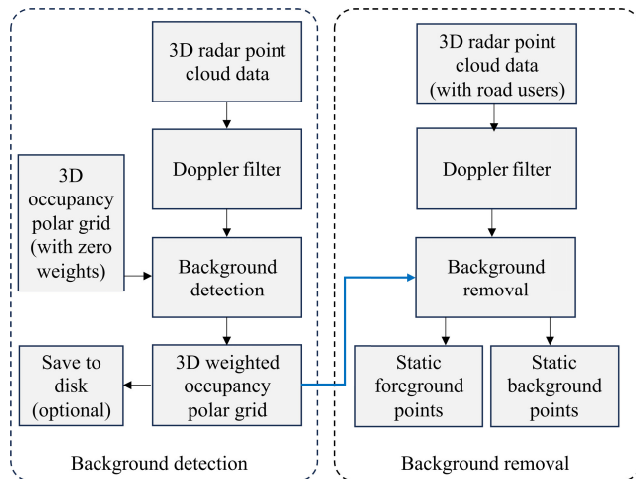 3D radar point
cloud data
Doppler filter
3D
occupancy
polar grid
(with zero
weights)
Background
detection
Save to
disk
(optional)
3D weighted
occupancy
polar grid
Background detection
3D radar point
cloud data
(with road users)
Doppler filter
Background
removal
Static
foreground
points
Static
background
points
Background removal